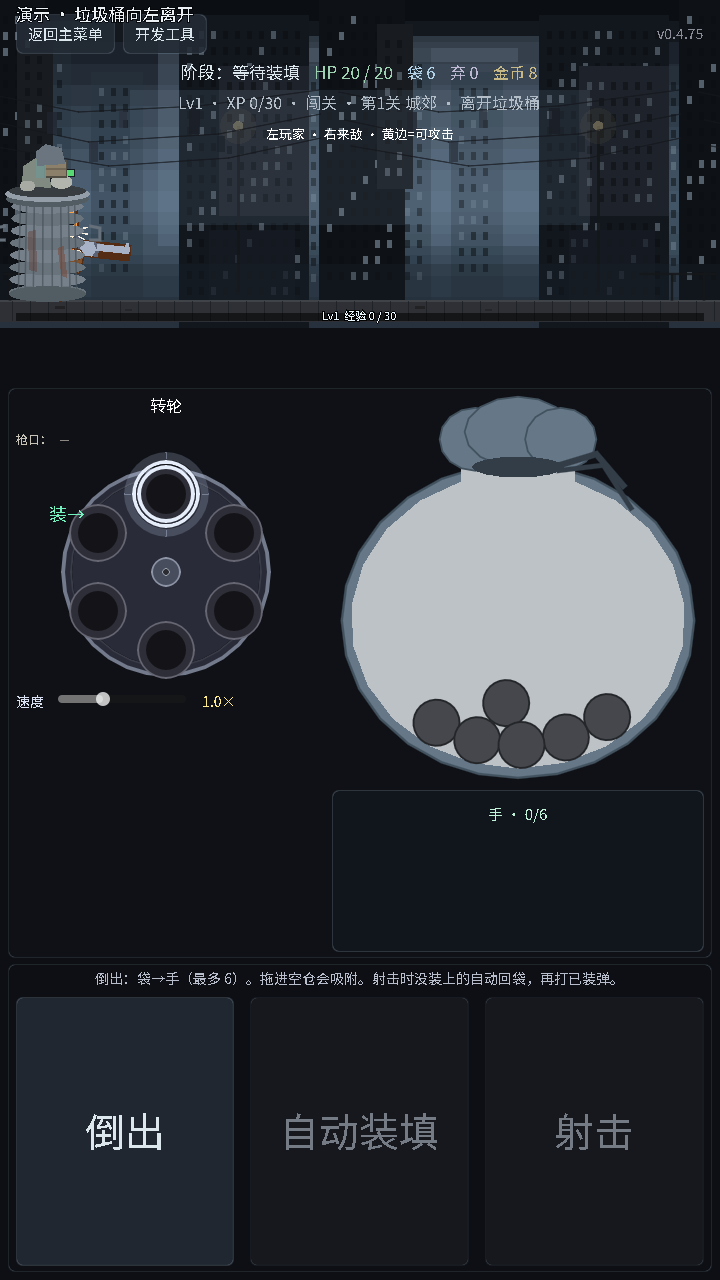 演示 · 垃圾桶向左离开
返回主菜单 开发工具 v0.4.75
阶段：等待装填 HP 20 / 20 袋 6 弃 0 金币 8
Lv1 · XP 0/30 · 闯关 · 第1关 城郊 · 离开垃圾桶
左玩家 · 右来敌 · 黄边=可攻击
Lv1 经验 0 / 30
转轮
枪口： —
装→
速度 1.0×
手 · 0/6
倒出：袋→手（最多 6）。拖进空仓会吸附。射击时没装上的自动回袋，再打已装弹。
倒出 自动装填 射击